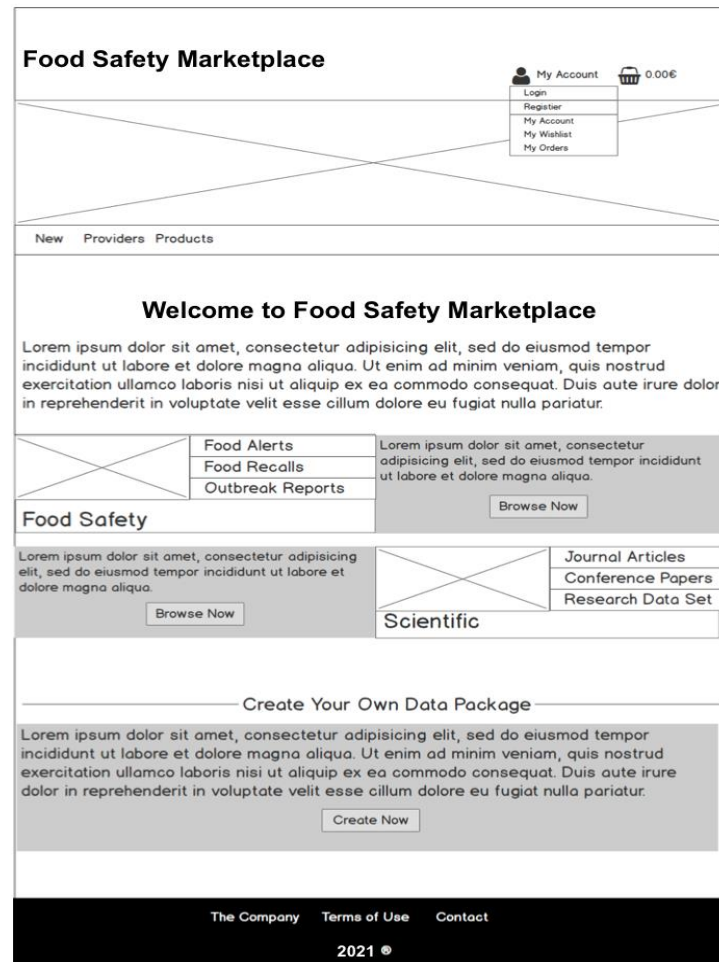 Food Safety Marketplace
My Account 0.00€
Login
Registier
My Account
My Wishlist
My Orders
New Providers Products
Welcome to Food Safety Marketplace
Lorem ipsum dolor sit amet, consectetur adipisicing elit, sed do eiusmod tempor
incididunt ut labore et dolore magna aliqua. Ut enim ad minim veniam, quis nostrud
exercitation ullamco laboris nisi ut aliquip ex ea commodo consequat. Duis aute irure dolor
in reprehenderit in voluptate velit esse cillum dolore eu fugiat nulla pariatur.
Food Alerts
Food Recalls
Outbreak Reports
Food Safety
Lorem ipsum dolor sit amet, consectetur
adipisicing elit, sed do eiusmod tempor incididunt
ut labore et dolore magna aliqua.
Browse Now
Lorem ipsum dolor sit amet, consectetur adipisicing
elit, sed do eiusmod tempor incididunt ut labore et
dolore magna aliqua.
Browse Now
Journal Articles
Conference Papers
Research Data Set
Scientific
Create Your Own Data Package
Lorem ipsum dolor sit amet, consectetur adipisicing elit, sed do eiusmod tempor
incididunt ut labore et dolore magna aliqua. Ut enim ad minim veniam, quis nostrud
exercitation ullamco laboris nisi ut aliquip ex ea commodo consequat. Duis aute irure
dolor in reprehenderit in voluptate velit esse cillum dolore eu fugiat nulla pariatur.
Create Now
The Company Terms of Use Contact
2021 ®